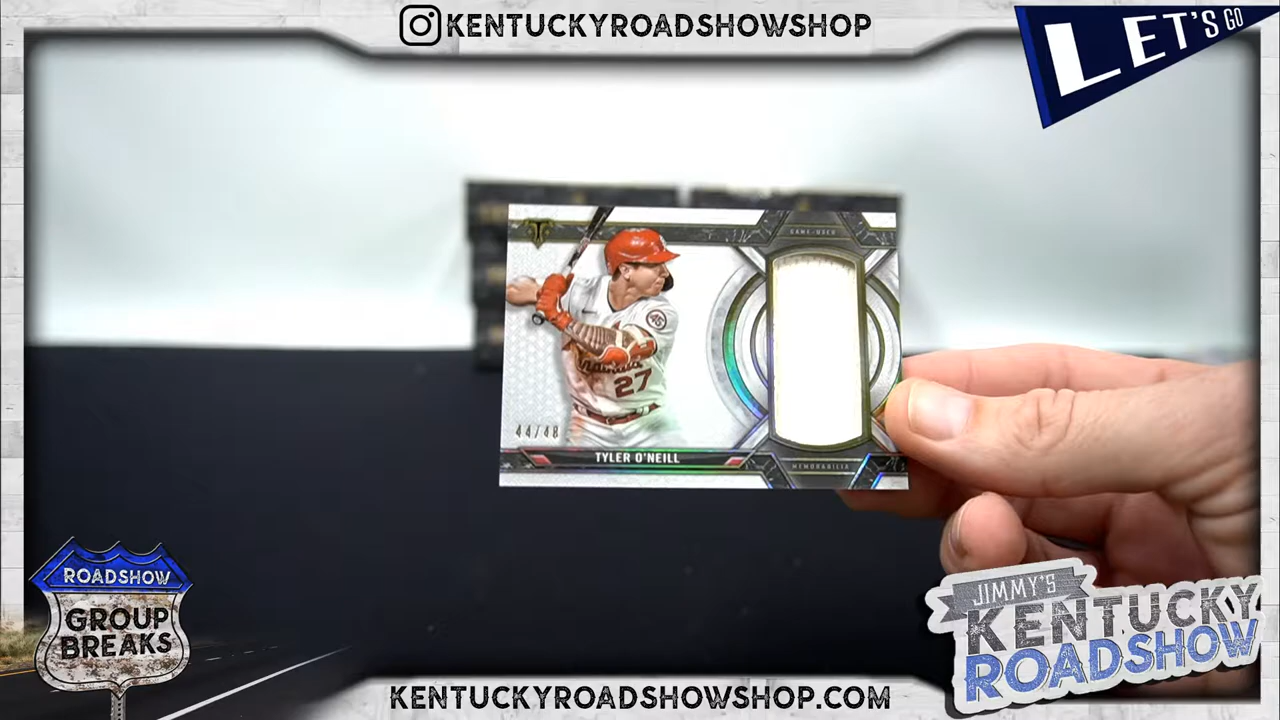 KENTUCKYROADSHOWSHOP
LET'S GO
GAME-USED
27
44/48
TYLER O'NEILL
MEMORABILIA
ROADSHOW
GROUP
BREAKS
JIMMY'S
KENTUCKY
ROADSHOW
KENTUCKYROADSHOWSHOP.COM